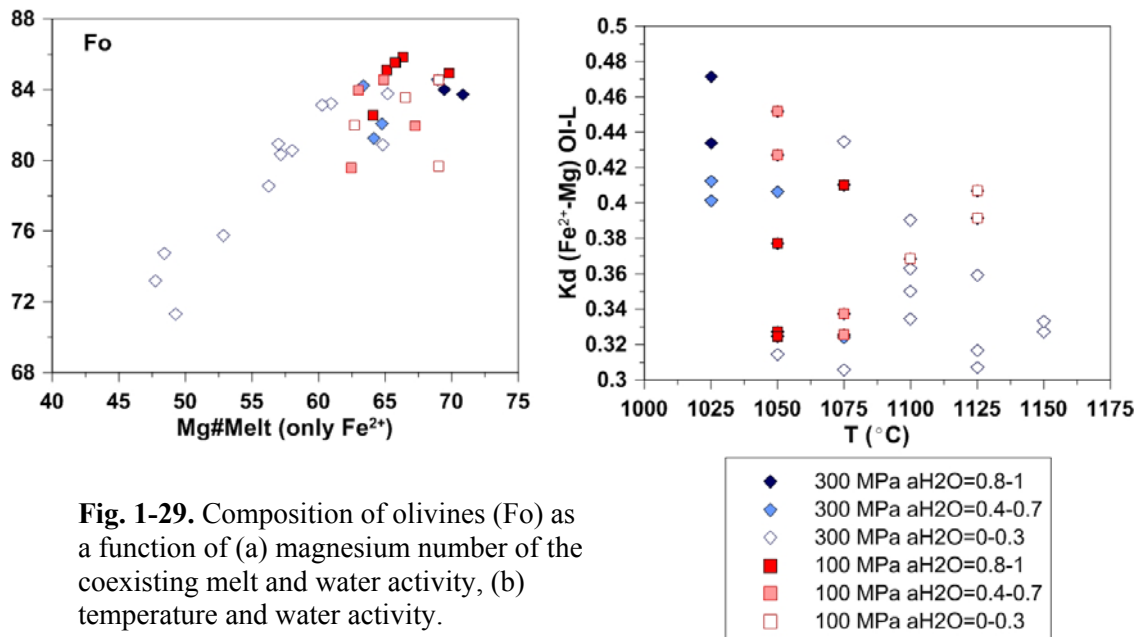 88
84
80
76
72
68
Fo
40
45
50
55
60
65
70
75
Mg#Melt (only Fe²⁺)
0.5
0.48
0.46
0.44
0.42
0.4
0.38
0.36
0.34
0.32
0.3
Kd (Fe²⁺-Mg) Ol-L
1000
1025
1050
1075
1100
1125
1150
1175
T (°C)
300 MPa aH2O=0.8-1
300 MPa aH2O=0.4-0.7
300 MPa aH2O=0-0.3
100 MPa aH2O=0.8-1
100 MPa aH2O=0.4-0.7
100 MPa aH2O=0-0.3
Fig. 1-29. Composition of olivines (Fo) as
a function of (a) magnesium number of the
coexisting melt and water activity, (b)
temperature and water activity.